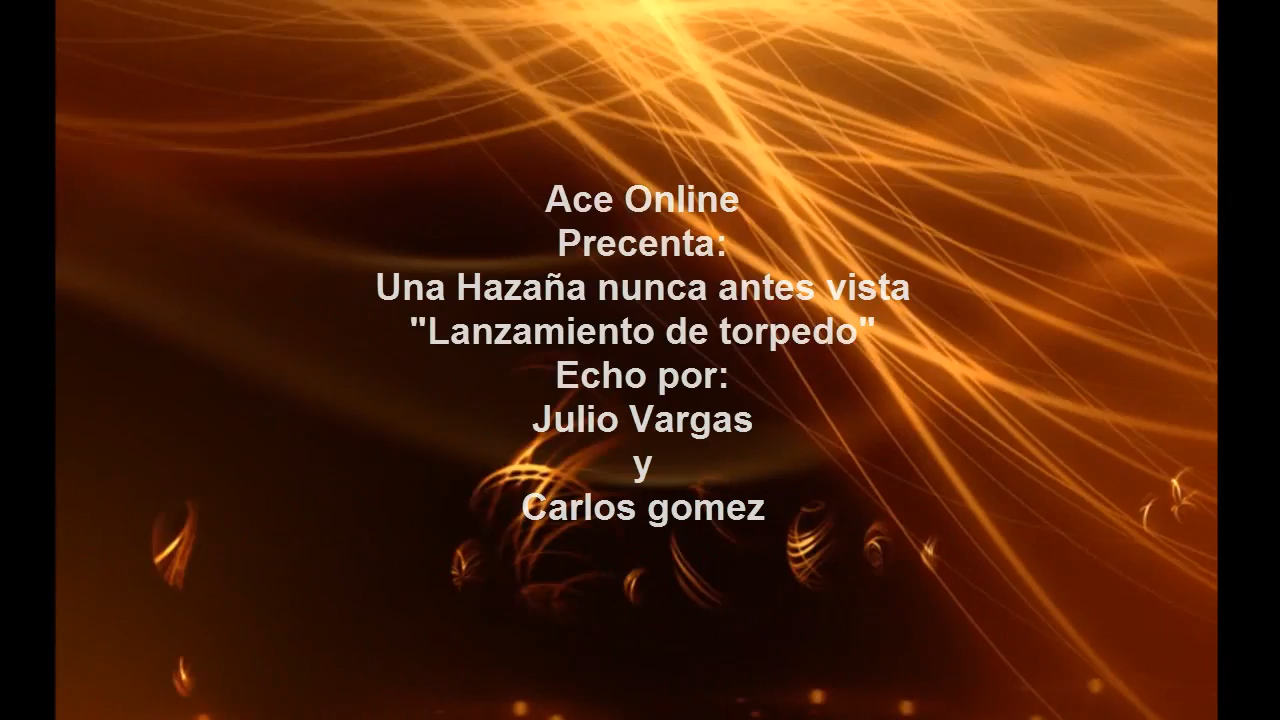 Ace Online
Precenta:
Una Hazaña nunca antes vista
"Lanzamiento de torpedo"
Echo por:
Julio Vargas
y
Carlos gomez